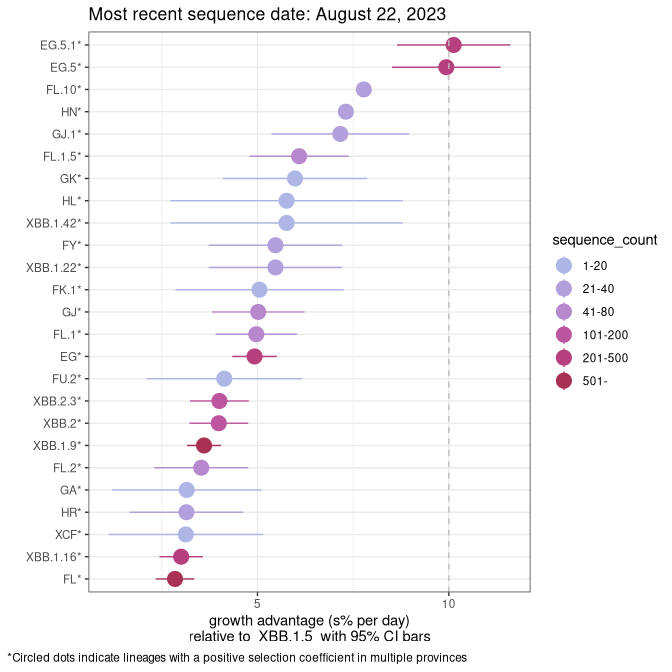 Most recent sequence date: August 22, 2023
EG.5.1*
EG.5*
FL.10*
HN*
GJ.1*
FL.1.5*
GK*
HL*
XBB.1.42*
FY*
XBB.1.22*
FK.1*
GJ*
FL.1*
EG*
FU.2*
XBB.2.3*
XBB.2*
XBB.1.9*
FL.2*
GA*
HR*
XCF*
XBB.1.16*
FL*
5 10
growth advantage (s% per day)
relative to XBB.1.5 with 95% CI bars
sequence_count
1-20
21-40
41-80
101-200
201-500
501-
*Circled dots indicate lineages with a positive selection coefficient in multiple provinces